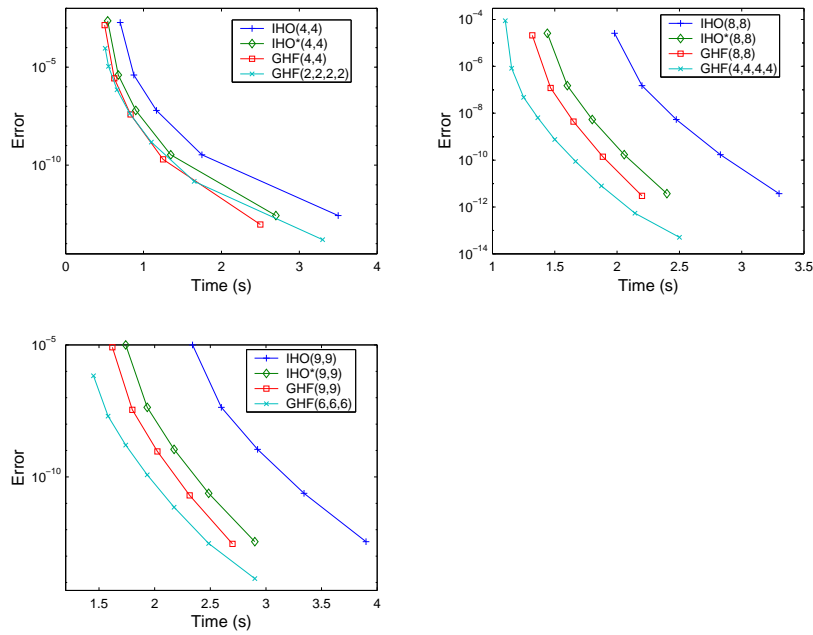 IHO(4,4)
IHO*(4,4)
GHF(4,4)
GHF(2,2,2,2)
10^−5
10^−10
Error
0 1 2 3 4
Time (s)
IHO(8,8)
IHO*(8,8)
GHF(8,8)
GHF(4,4,4,4)
10^−4
10^−6
10^−8
10^−10
10^−12
10^−14
Error
1 1.5 2 2.5 3 3.5
Time (s)
IHO(9,9)
IHO*(9,9)
GHF(9,9)
GHF(6,6,6)
10^−5
10^−10
Error
1.5 2 2.5 3 3.5 4
Time (s)